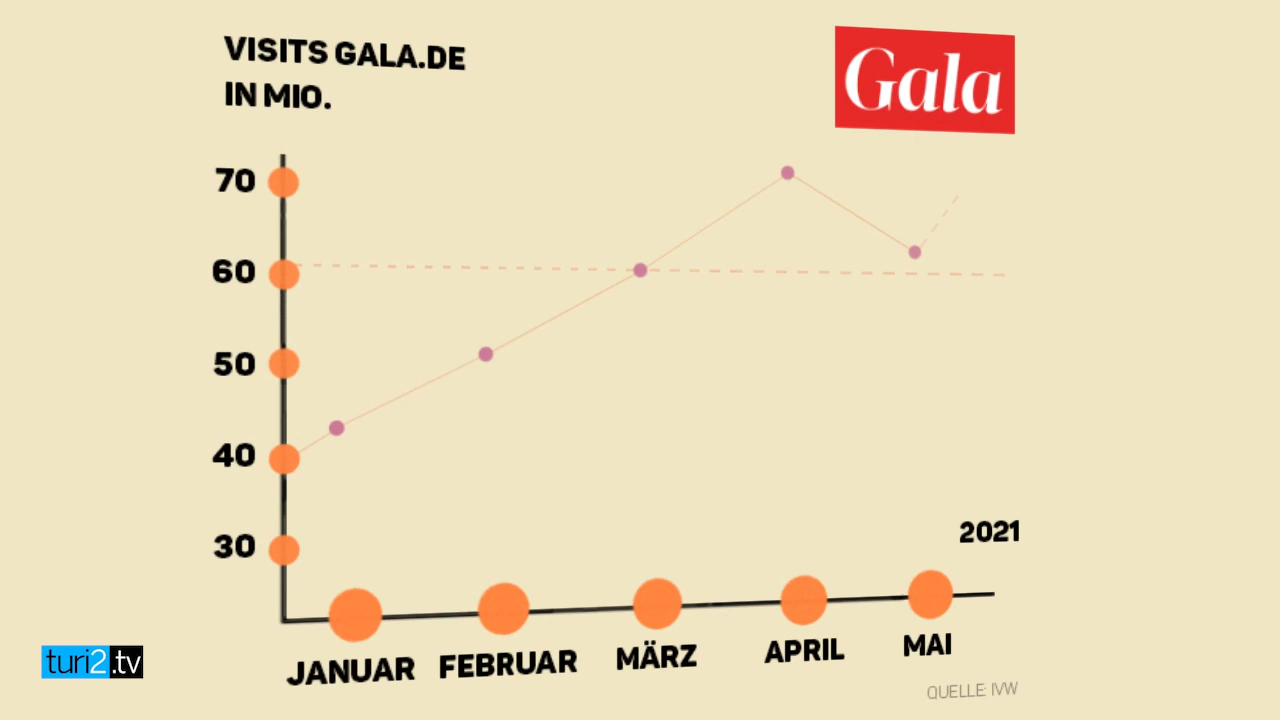 VISITS GALA.DE
IN MIO.
Gala
70
60
50
40
30
2021
JANUAR FEBRUAR MÄRZ APRIL MAI
QUELLE: IVW
turi2.tv